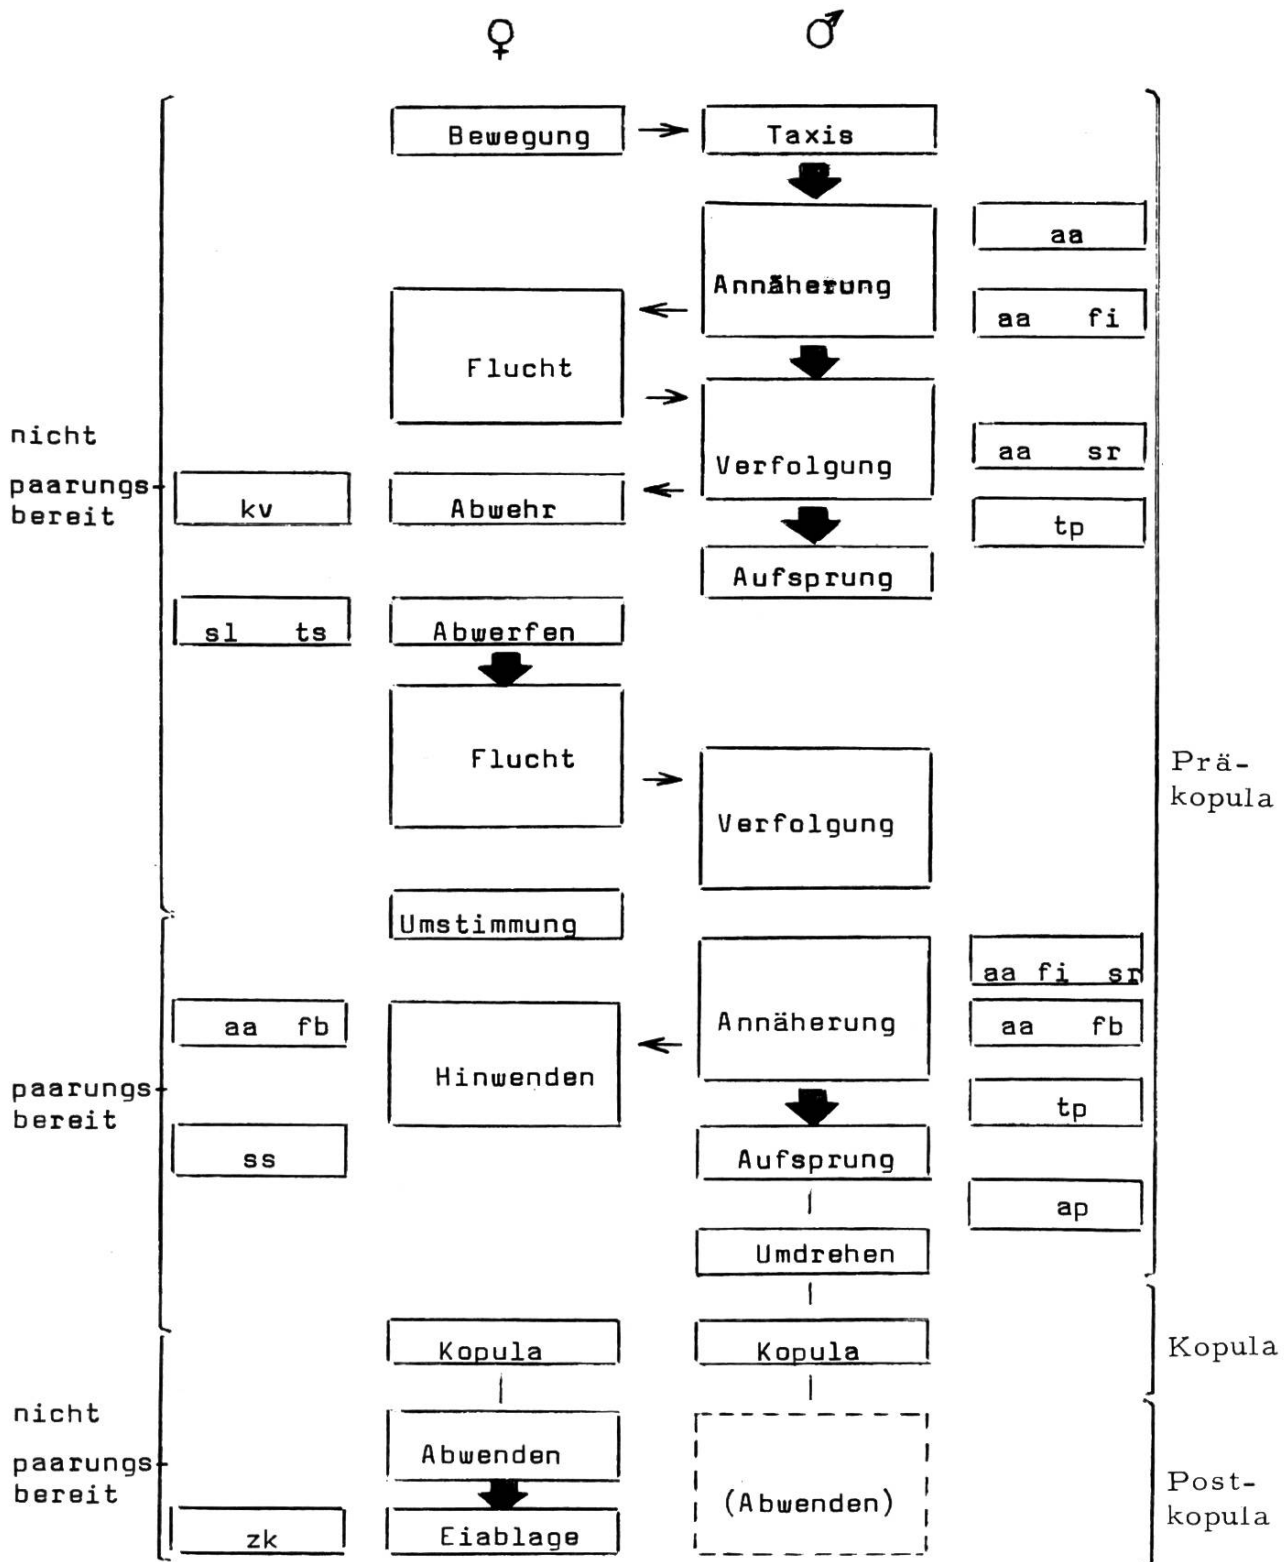 ♀ ♂
Bewegung Taxis
aa
Annäherung
aa fi
Flucht
nicht
aa sr
Verfolgung
paarungs-
bereit
kv Abwehr
tp
Aufsprung
sl ts Abwerfen
Flucht
Prä-
kopula
Verfolgung
Umstimmung
aa fi sr
Annäherung
aa fb
aa fb
Hinwenden
paarungs-
bereit
tp
ss
Aufsprung
ap
Umdrehen
Kopula Kopula
Kopula
nicht
Abwenden
paarungs-
bereit
(Abwenden)
Post-
kopula
zk Eiablage